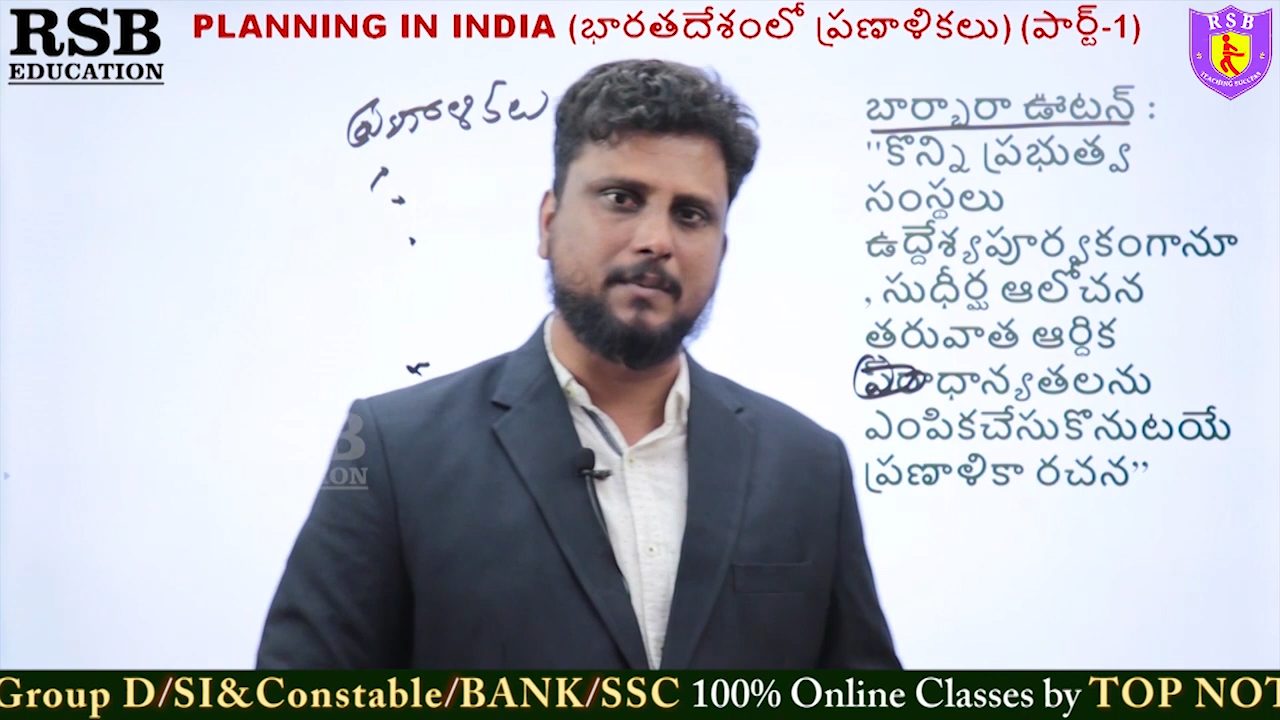 RSB
EDUCATION
PLANNING IN INDIA (భారతదేశంలో ప్రణాళికలు) (పార్ట్-1)
RSB
TEACHING SUCCESS
ప్రణాళికలు
బార్బారా ఊటన్ :
"కొన్ని ప్రభుత్వ
సంస్థలు
ఉద్దేశ్యపూర్వకంగానూ
, సుధీర్ఘ ఆలోచన
తరువాత ఆర్ధిక
ప్రాధాన్యతలను
ఎంపికచేసుకొనుటయే
ప్రణాళికా రచన”
Group D/SI&Constable/BANK/SSC 100% Online Classes by TOP NOT